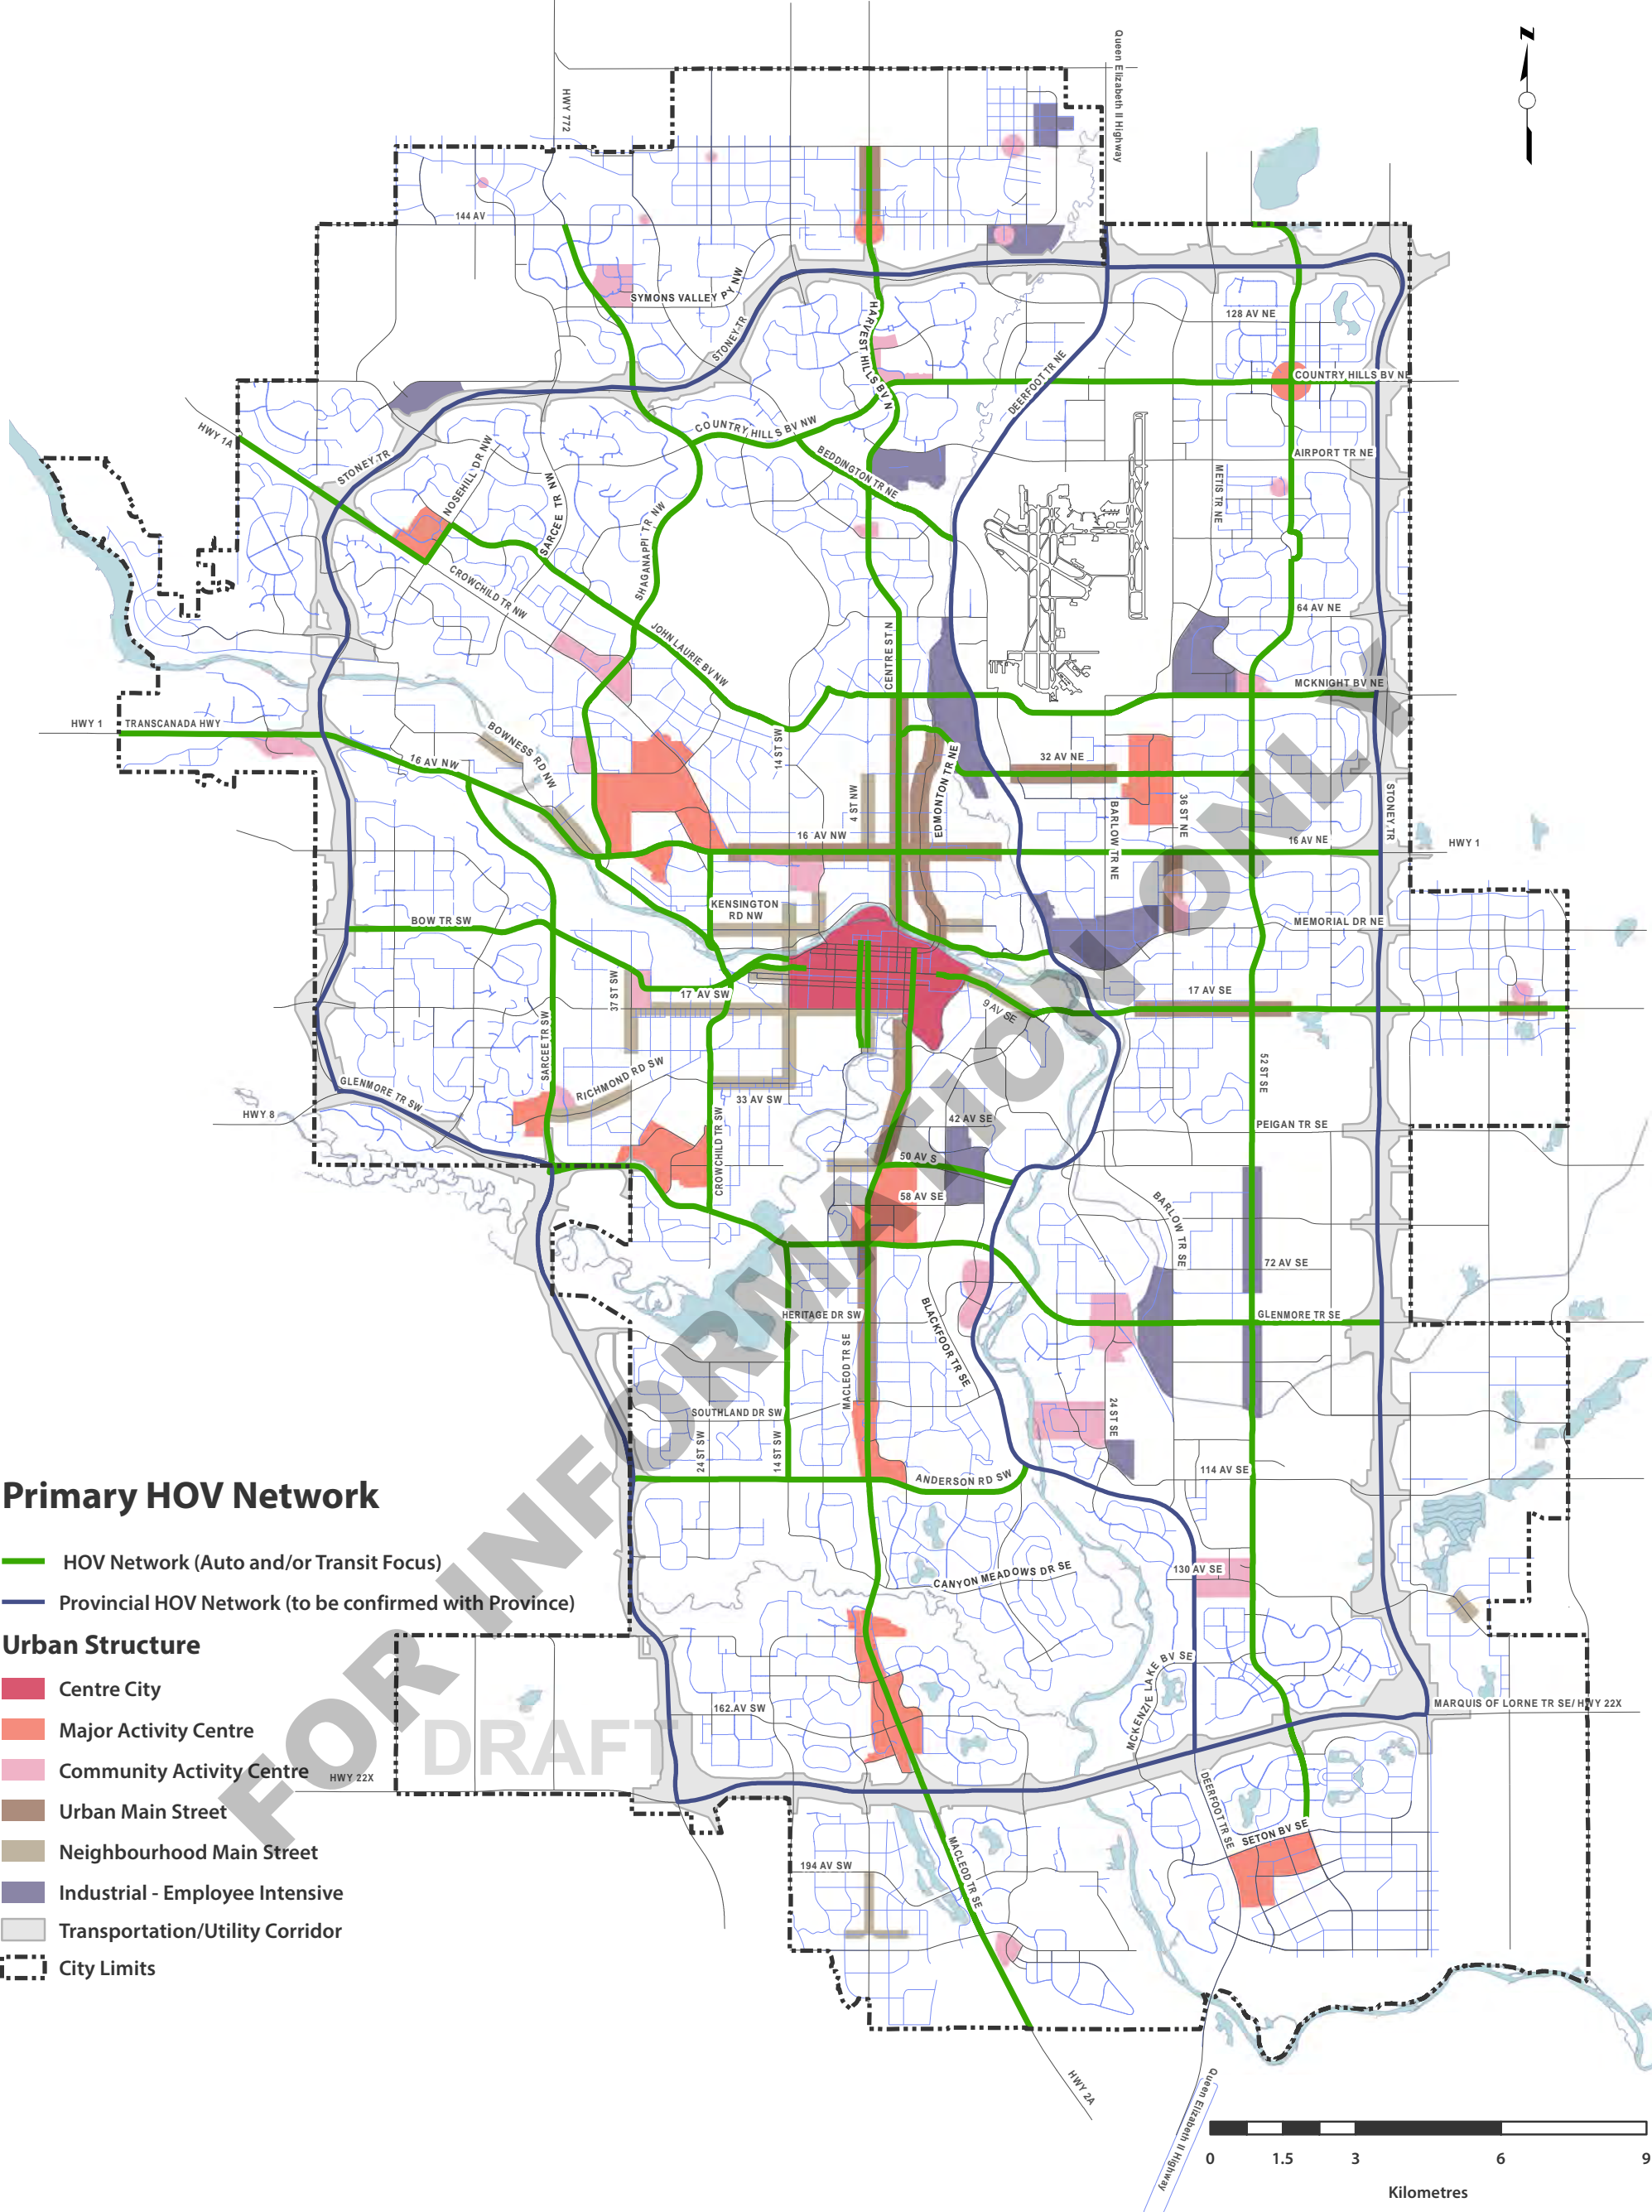 N
Queen Elizabeth II Highway
HWY 772
144 AV
SYMONS VALLEY PY NW
STONEY TR
HARVEST HILLS BV N
128 AV NE
DEERFOOT TR NE
COUNTRY HILLS BV NE
HWY 1A
STONEY TR
NOSEHILL DR NW
SARCEE TR NW
COUNTRY HILLS BV NW
BEDDINGTON TR NE
AIRPORT TR NE
METIS TR NE
SHAGANAPPI TR NW
CROWCHILD TR NW
JOHN LAURIE BV NW
CENTRE ST N
64 AV NE
MCKNIGHT BV NE
HWY 1
TRANSCANADA HWY
BOWNESS RD NW
16 AV NW
14 ST SW
EDMONTON TR NE
32 AV NE
4 ST NW
BARLOW TR NE
36 ST NE
STONEY TR
16 AV NW
16 AV NE
HWY 1
KENSINGTON
RD NW
BOW TR SW
MEMORIAL DR NE
37 ST SW
17 AV SW
9 AV SE
17 AV SE
SARCEE TR SW
52 ST SE
GLENMORE TR SW
RICHMOND RD SW
33 AV SW
HWY 8
CROWCHILD TR SW
42 AV SE
PEIGAN TR SE
50 AV S
58 AV SE
BARLOW TR SE
72 AV SE
HERITAGE DR SW
GLENMORE TR SE
BLACKFOOT TR SE
MACLEOD TR SE
SOUTHLAND DR SW
24 ST SW
14 ST SW
24 ST SE
ANDERSON RD SW
114 AV SE
CANYON MEADOWS DR SE
130 AV SE
MCKENZIE LAKE BV SE
162 AV SW
MARQUIS OF LORNE TR SE/ HWY 22X
HWY 22X
DEERFOOT TR SE
SETON BV SE
MACLEOD TR SE
194 AV SW
HWY 2A
Queen Elizabeth II Highway
FOR INFORMATION ONLY
DRAFT
Primary HOV Network
HOV Network (Auto and/or Transit Focus)
Provincial HOV Network (to be confirmed with Province)
Urban Structure
Centre City
Major Activity Centre
Community Activity Centre
Urban Main Street
Neighbourhood Main Street
Industrial - Employee Intensive
Transportation/Utility Corridor
City Limits
0 1.5 3 6 9
Kilometres